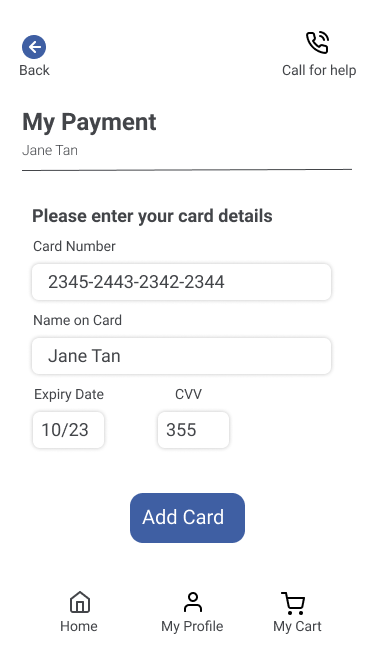 Back
Call for help
My Payment
Jane Tan
Please enter your card details
Card Number
2345-2443-2342-2344
Name on Card
Jane Tan
Expiry Date CVV
10/23 355
Add Card
Home My Profile My Cart